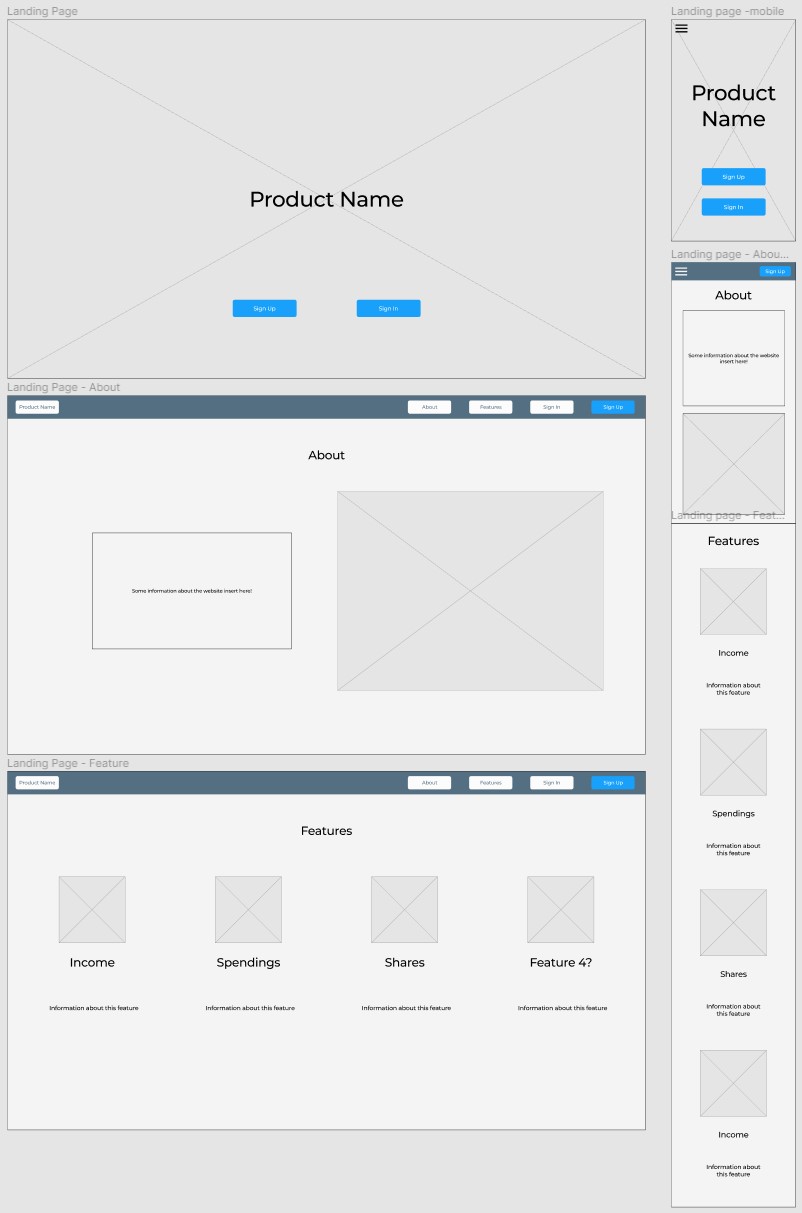 Landing Page
Product Name
Sign Up
Sign In
Landing Page - About
Product Name
About
Features
Sign In
Sign Up
About
Some information about the website insert here!
Landing Page - Feature
Product Name
About
Features
Sign In
Sign Up
Features
Income
Spendings
Shares
Feature 4?
Information about this feature
Information about this feature
Information about this feature
Information about this feature
Landing page -mobile
Product
Name
Sign Up
Sign In
Landing page - Abou...
Sign Up
About
Some information about the website
insert here!
Landing page - Feat...
Features
Income
Information about
this feature
Spendings
Information about
this feature
Shares
Information about
this feature
Income
Information about
this feature